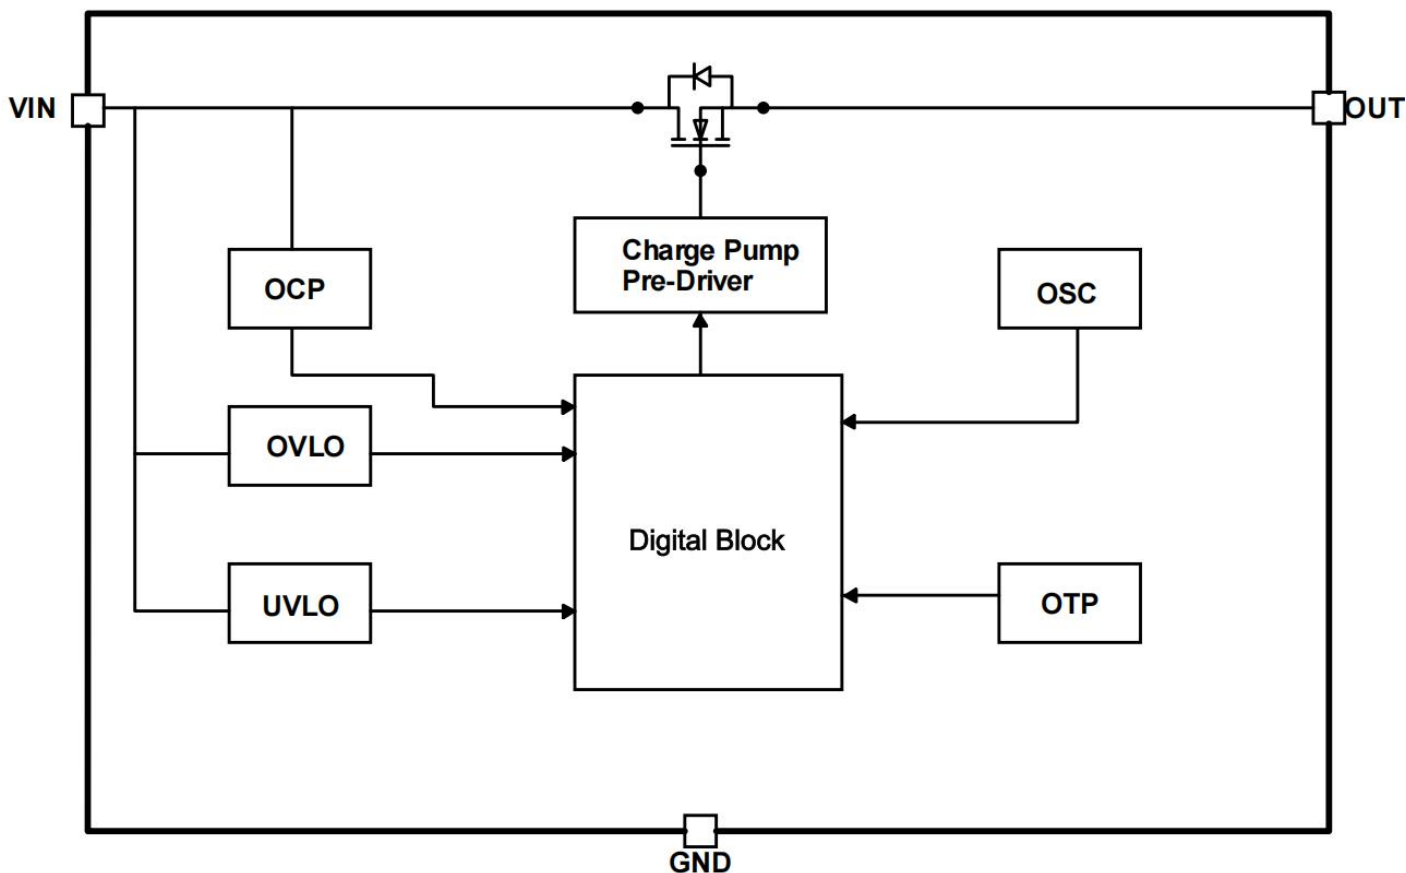 VIN
OUT
Charge Pump
Pre-Driver
OCP
OSC
OVLO
Digital Block
UVLO
OTP
GND